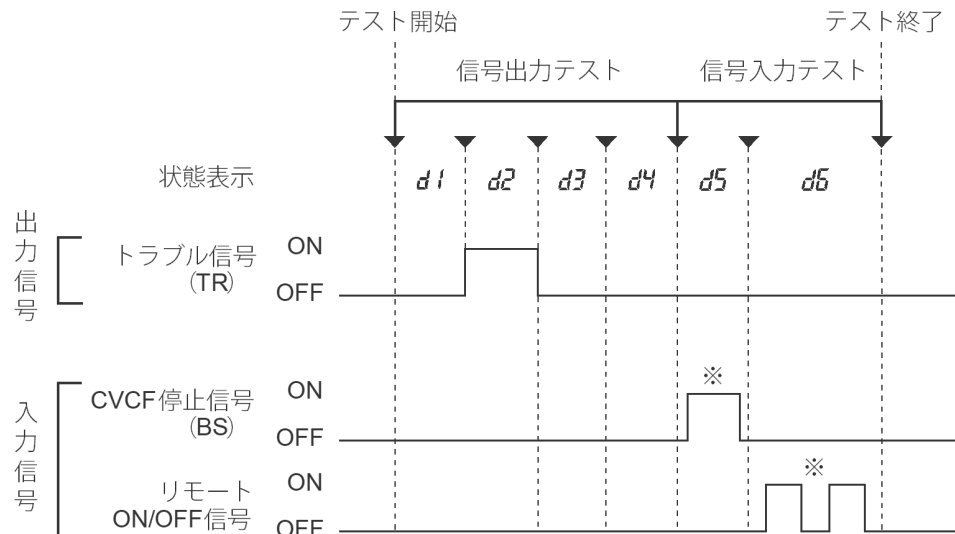 テスト開始
テスト終了
信号出力テスト
信号入力テスト
状態表示
d1 d2 d3 d4 d5 d6
出力信号
トラブル信号
(TR)
ON
OFF
入力信号
CVCF停止信号
(BS)
ON
OFF
※
リモート
ON/OFF信号
ON
OFF
※